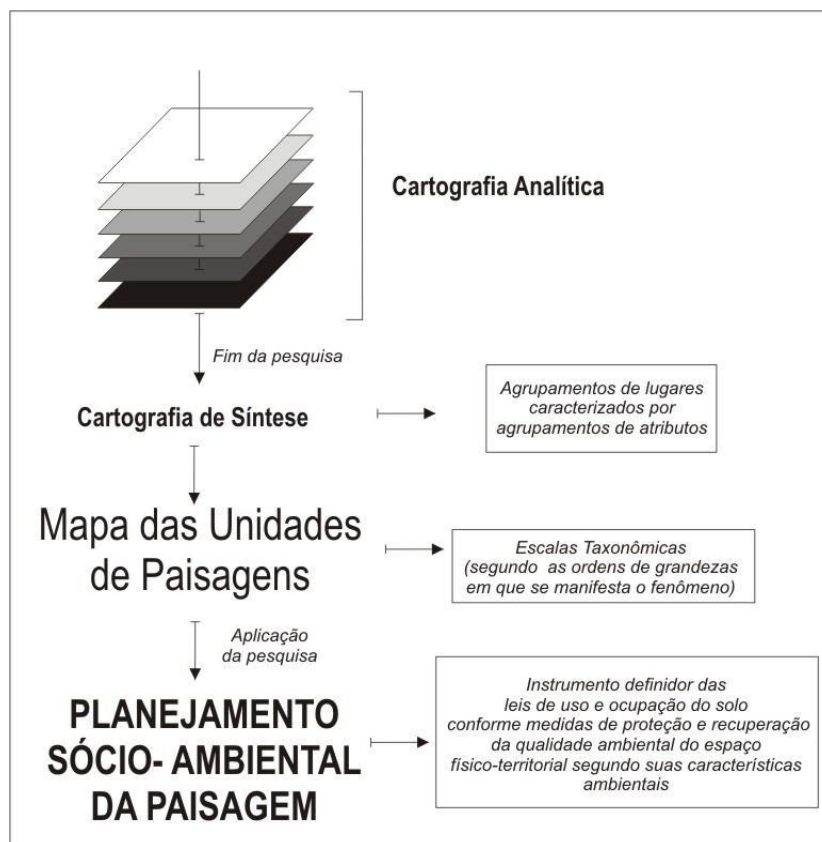 Cartografia Analítica
Fim da pesquisa
Cartografia de Síntese
Agrupamentos de lugares
caracterizados por
agrupamentos de atributos
Mapa das Unidades
de Paisagens
Escalas Taxonômicas
(segundo as ordens de grandezas
em que se manifesta o fenômeno)
Aplicação
da pesquisa
PLANEJAMENTO
SÓCIO- AMBIENTAL
DA PAISAGEM
Instrumento definidor das
leis de uso e ocupação do solo
conforme medidas de proteção e recuperação
da qualidade ambiental do espaço
físico-territorial segundo suas características
ambientais